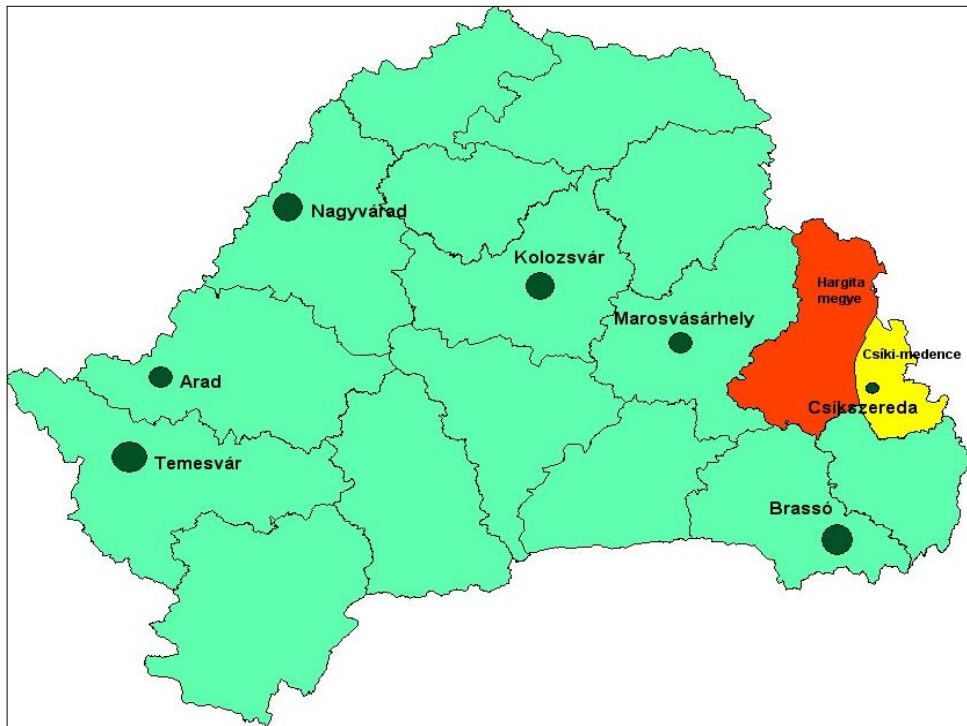 Nagyvárad
Kolozsvár
Hargita
megye
Marosvásárhely
Csíki-medence
Arad
Csíkszereda
Temesvár
Brassó